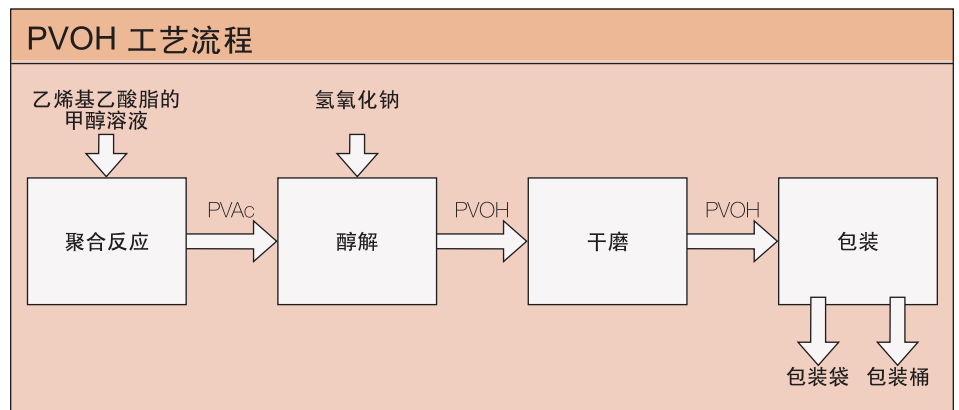 PVOH 工艺流程
乙烯基乙酸脂的
甲醇溶液
氢氧化钠
聚合反应
PVAc
醇解
PVOH
干磨
PVOH
包装
包装袋
包装桶